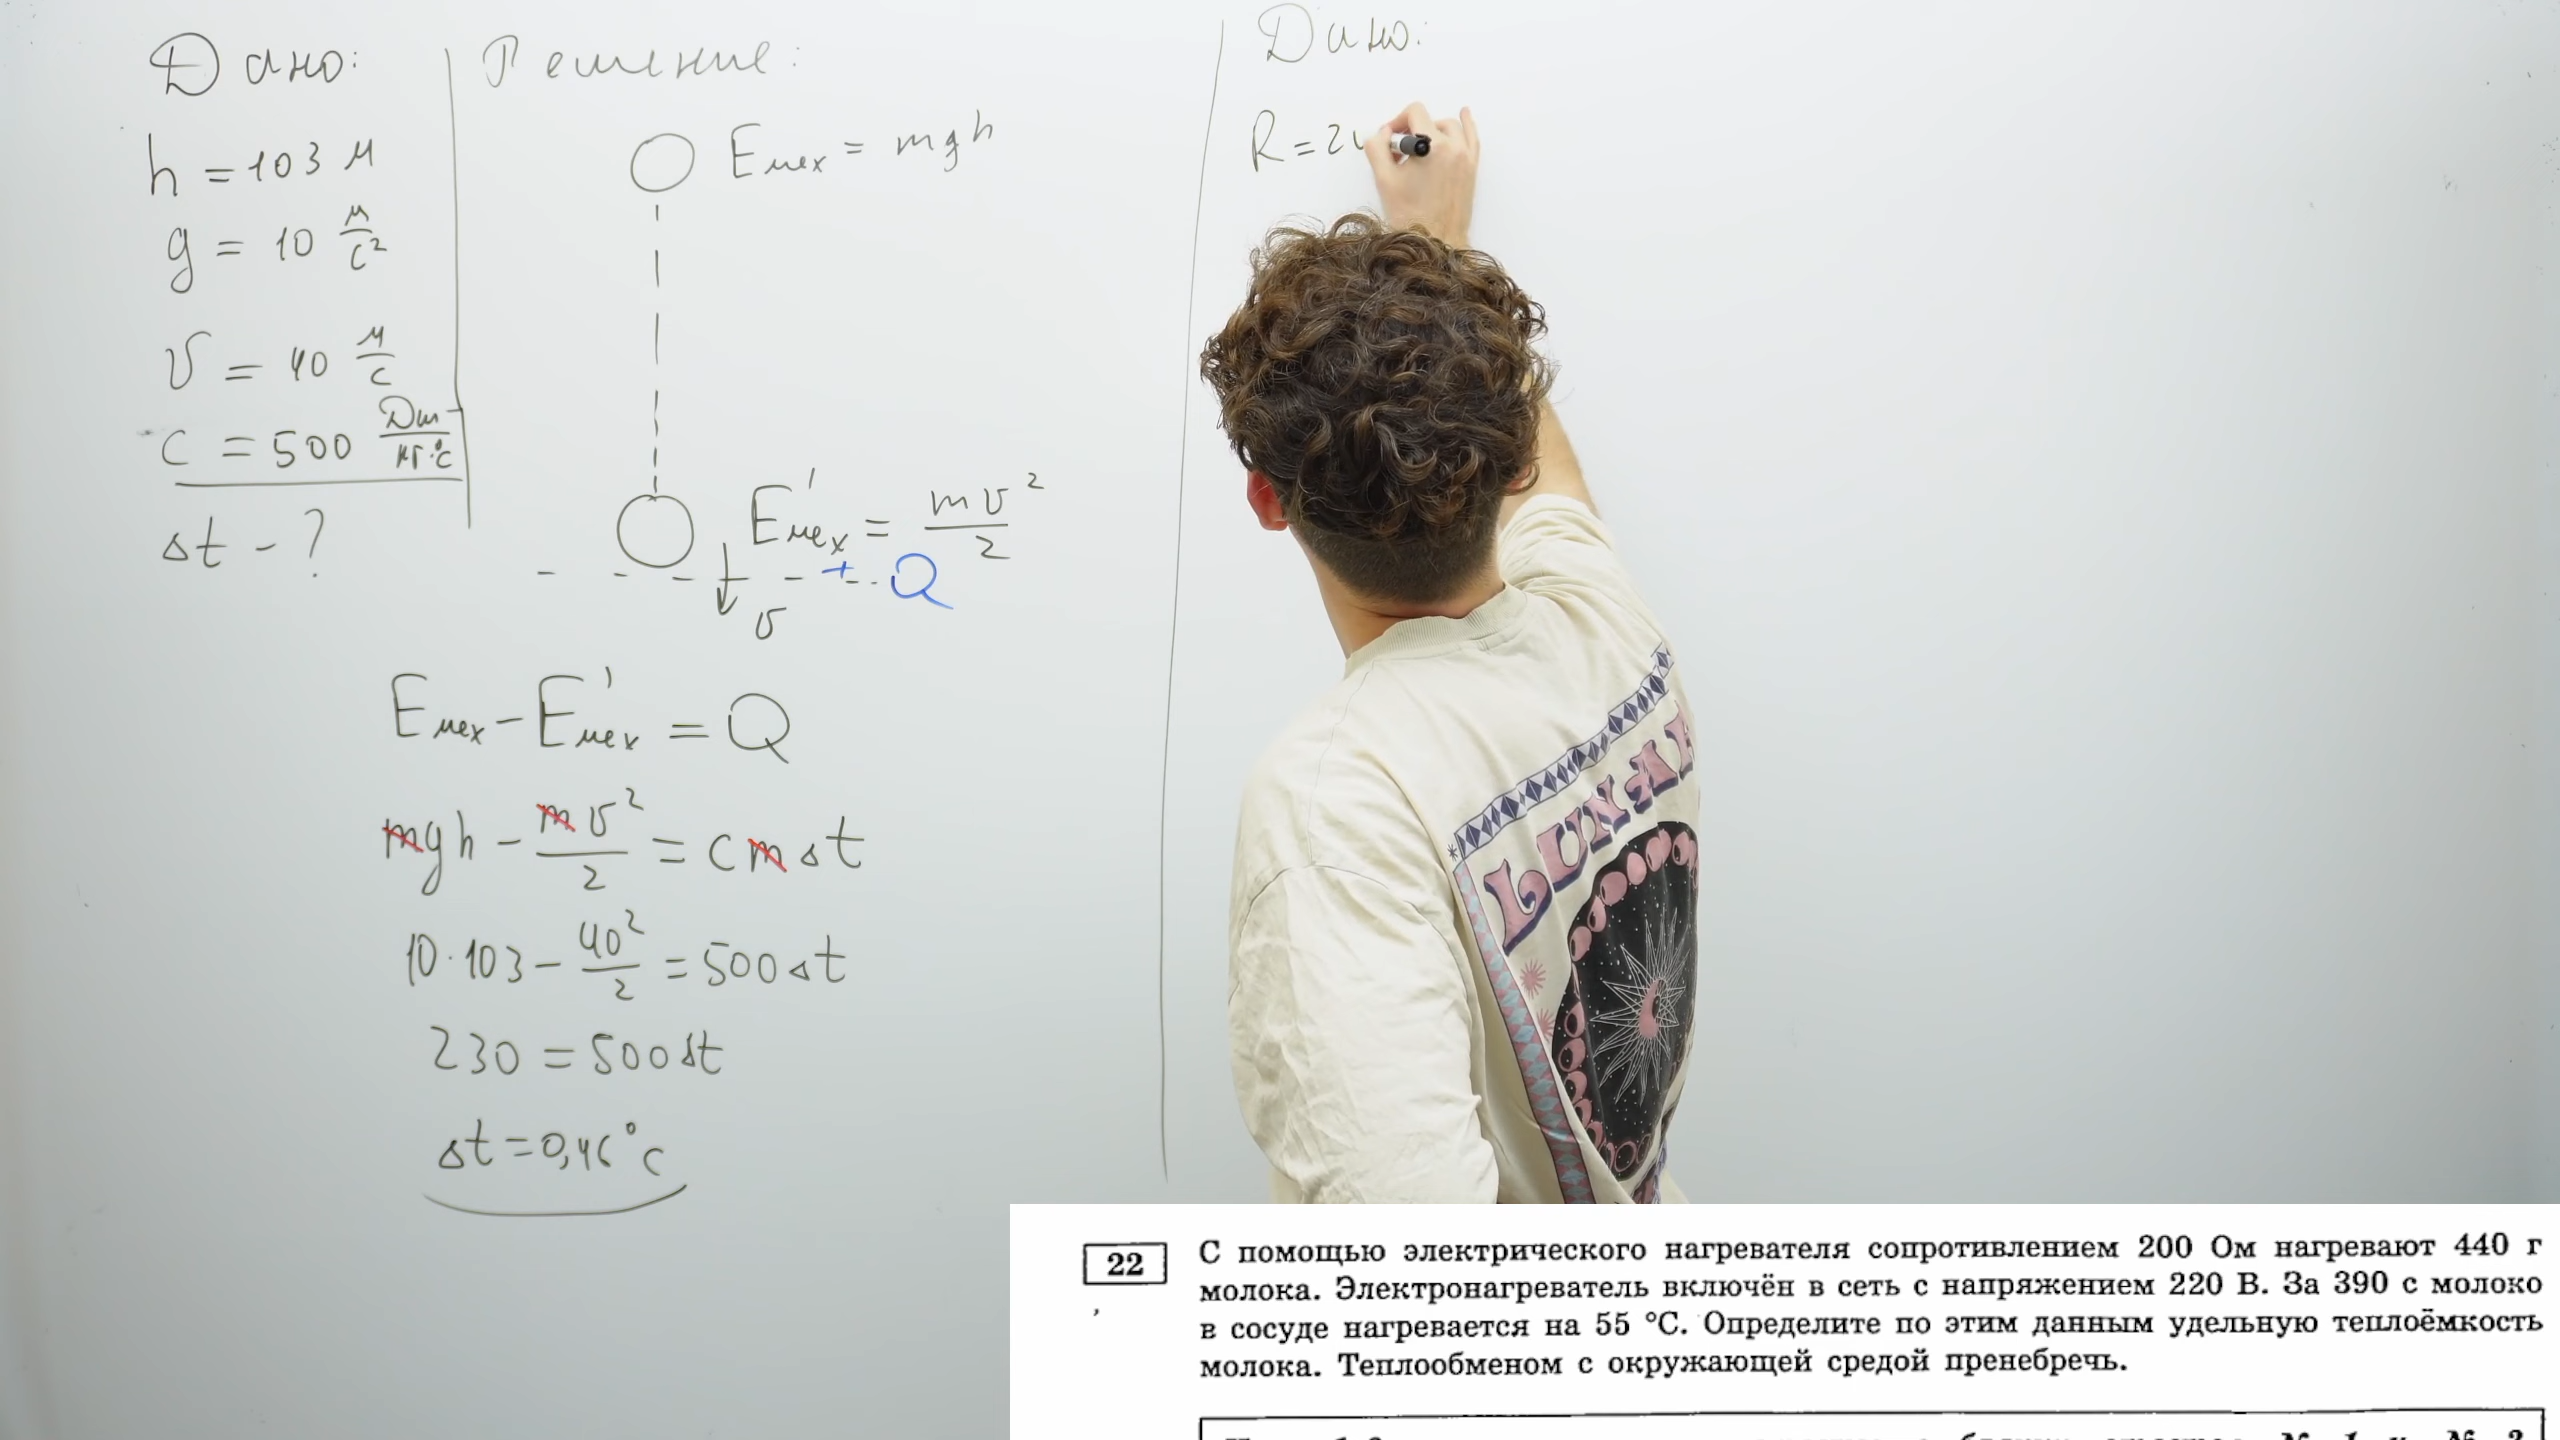 Дано:
h = 103 м
g = 10 м/с²
υ = 40 м/с
c = 500 Дж/кг·°С
Δt - ?
Решение:
Eмех = mgh
E'мех = mυ²/2
+ Q
υ
Eмех - E'мех = Q
mgh - mυ²/2 = cmΔt
10·103 - 40²/2 = 500Δt
230 = 500Δt
Δt = 0,46°С
Дано:
R = 2
LUNA
22
С помощью электрического нагревателя сопротивлением 200 Ом нагревают 440 г
молока. Электронагреватель включён в сеть с напряжением 220 В. За 390 с молоко
в сосуде нагревается на 55 °С. Определите по этим данным удельную теплоёмкость
молока. Теплообменом с окружающей средой пренебречь.